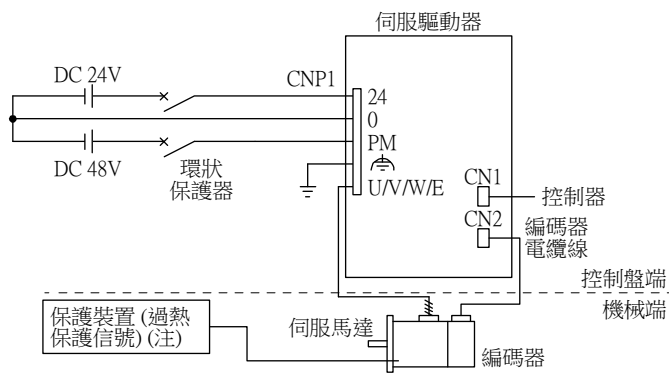 伺服驅動器
DC 24V
CNP1
24
0
PM
DC 48V
環狀
保護器
U/V/W/E
CN1
控制器
CN2
編碼器
電纜線
控制盤端
機械端
保護裝置 (過熱
保護信號) (注)
伺服馬達
編碼器